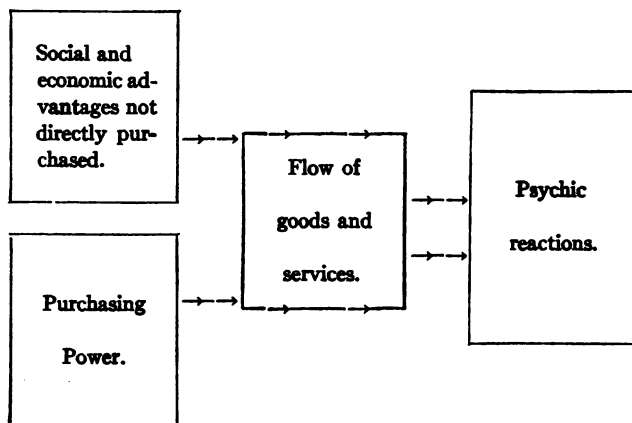 Social and
economic ad-
vantages not
directly pur-
chased.
Flow of
goods and
services.
Psychic
reactions.
Purchasing
Power.